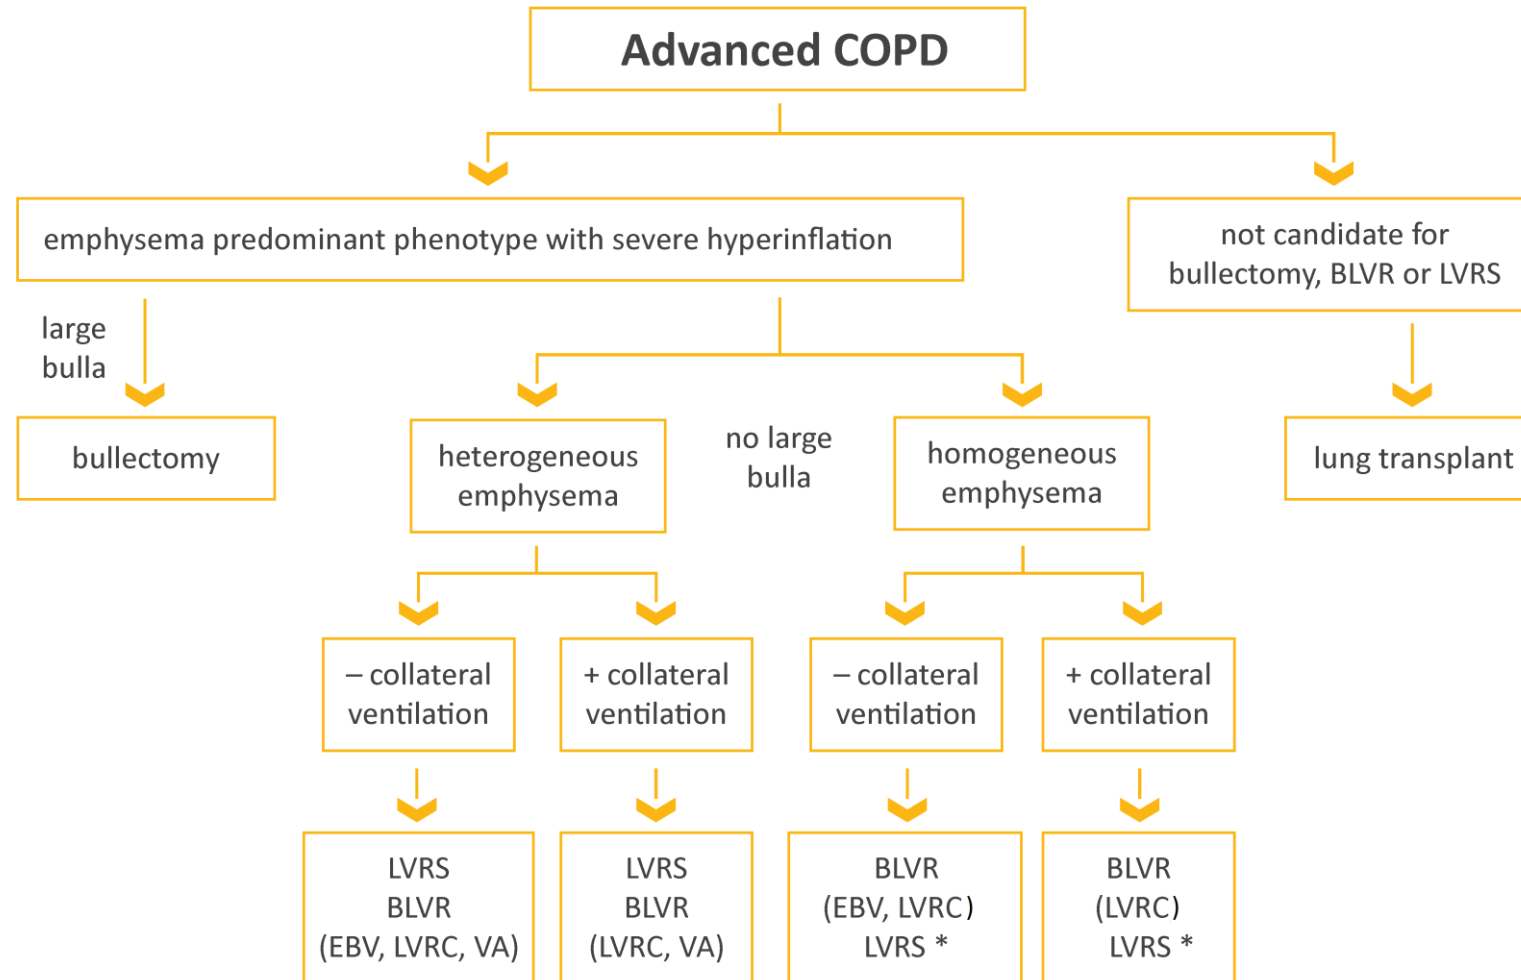 Advanced COPD
emphysema predominant phenotype with severe hyperinflation
not candidate for
bullectomy, BLVR or LVRS
large
bulla
bullectomy
heterogeneous
emphysema
no large
bulla
homogeneous
emphysema
lung transplant
– collateral
ventilation
+ collateral
ventilation
– collateral
ventilation
+ collateral
ventilation
LVRS
BLVR
(EBV, LVRC, VA)
LVRS
BLVR
(LVRC, VA)
BLVR
(EBV, LVRC)
LVRS *
BLVR
(LVRC)
LVRS *